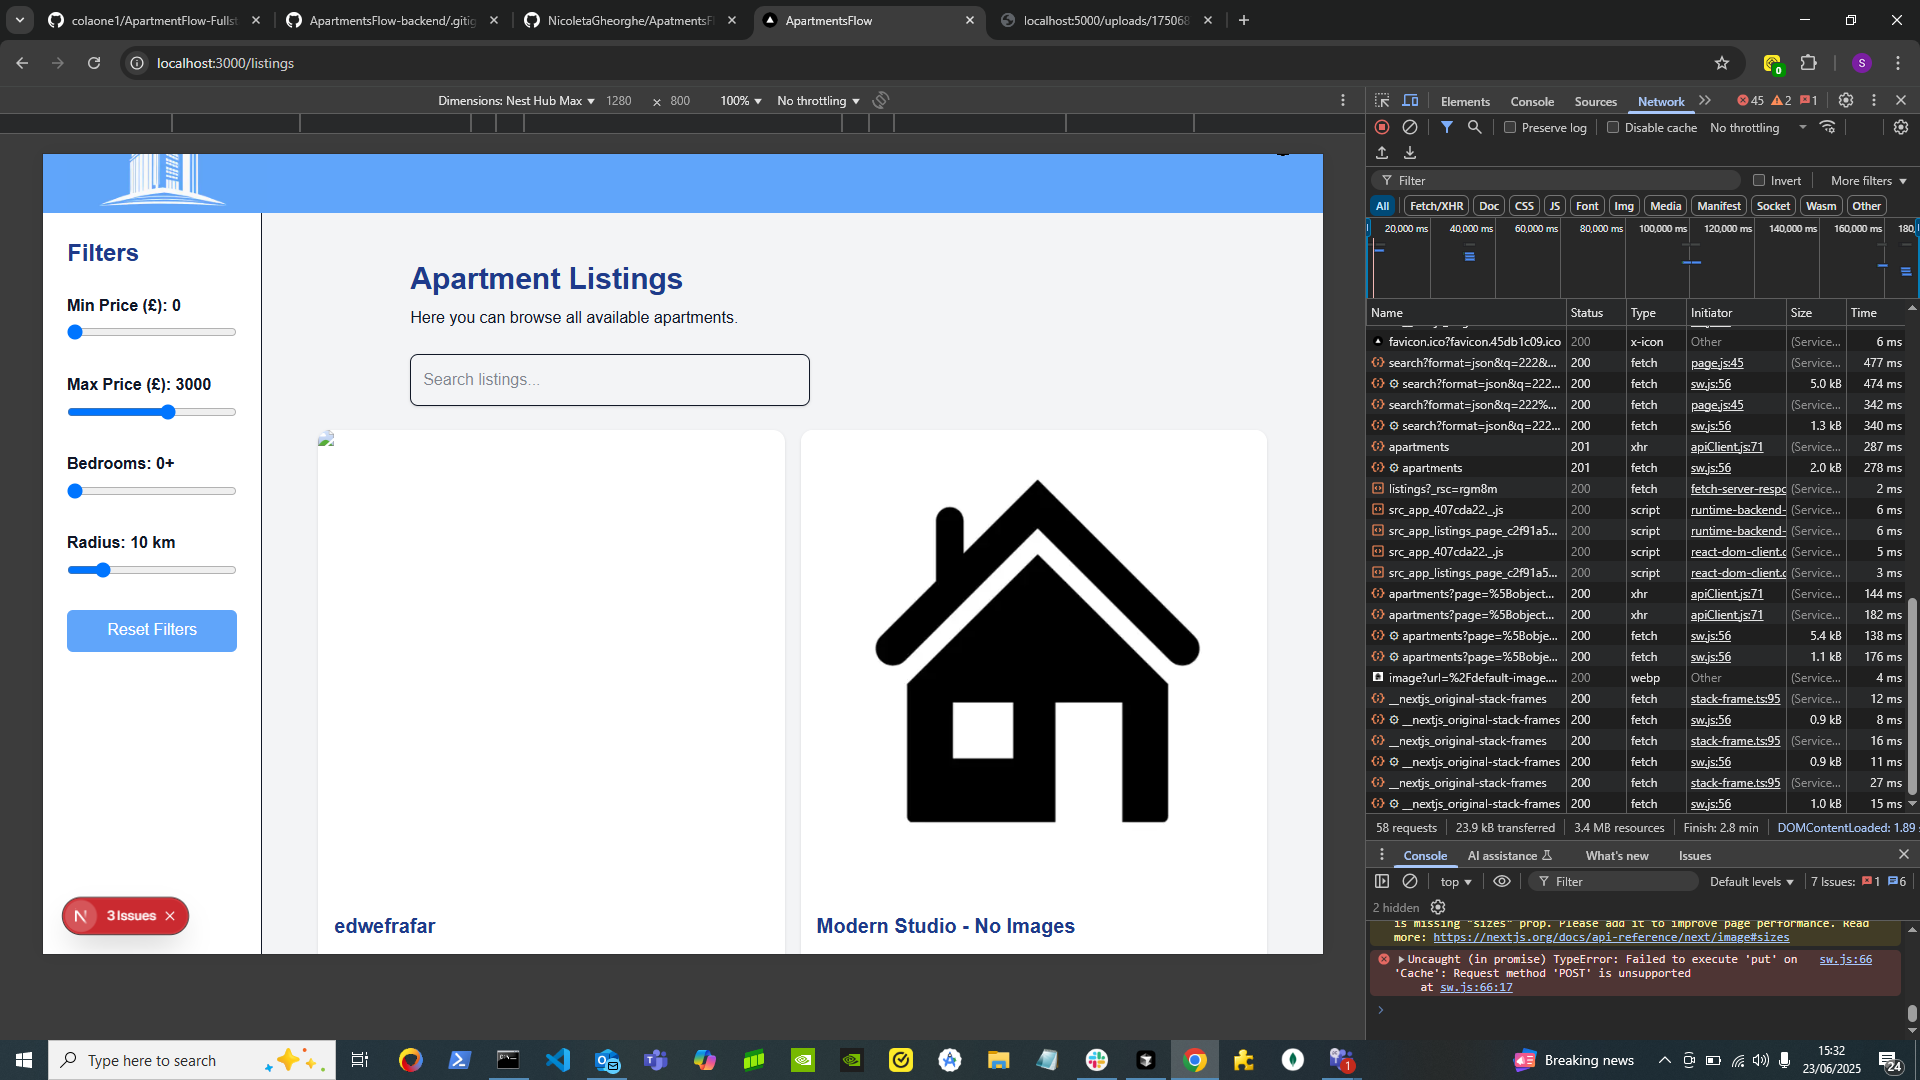 colaone1/ApartmentFlow-Fullst
ApartmentsFlow-backend/.gitig
NicoletaGheorghe/ApatmentsFl
ApartmentsFlow
localhost:5000/uploads/175068
localhost:3000/listings
S
0
Dimensions: Nest Hub Max
1280
×
800
100%
No throttling
Filters
Min Price (£): 0
Max Price (£): 3000
Bedrooms: 0+
Radius: 10 km
Reset Filters
N 3 Issues
Apartment Listings
Here you can browse all available apartments.
Search listings...
edwefrafar
Modern Studio - No Images
Elements Console Sources Network 45 2 1
Preserve log Disable cache No throttling
Filter Invert More filters
All Fetch/XHR Doc CSS JS Font Img Media Manifest Socket Wasm Other
20,000 ms 40,000 ms 60,000 ms 80,000 ms 100,000 ms 120,000 ms 140,000 ms 160,000 ms 180,
Name Status Type Initiator Size Time
favicon.ico?favicon.45db1c09.ico 200 x-icon Other (Service... 6 ms
search?format=json&q=222&... 200 fetch page.js:45 (Service... 477 ms
search?format=json&q=222... 200 fetch sw.js:56 5.0 kB 474 ms
search?format=json&q=222%... 200 fetch page.js:45 (Service... 342 ms
search?format=json&q=222... 200 fetch sw.js:56 1.3 kB 340 ms
apartments 201 xhr apiClient.js:71 (Service... 287 ms
apartments 201 fetch sw.js:56 2.0 kB 278 ms
listings?_rsc=rgm8m 200 fetch fetch-server-respo (Service... 2 ms
src_app_407cda22._.js 200 script runtime-backend- (Service... 6 ms
src_app_listings_page_c2f91a5... 200 script runtime-backend- (Service... 6 ms
src_app_407cda22._.js 200 script react-dom-client.c (Service... 5 ms
src_app_listings_page_c2f91a5... 200 script react-dom-client.c (Service... 3 ms
apartments?page=%5Bobject... 200 xhr apiClient.js:71 (Service... 144 ms
apartments?page=%5Bobject... 200 xhr apiClient.js:71 (Service... 182 ms
apartments?page=%5Bobje... 200 fetch sw.js:56 5.4 kB 138 ms
apartments?page=%5Bobje... 200 fetch sw.js:56 1.1 kB 176 ms
image?url=%2Fdefault-image.... 200 webp Other (Service... 4 ms
__nextjs_original-stack-frames 200 fetch stack-frame.ts:95 (Service... 12 ms
__nextjs_original-stack-frames 200 fetch sw.js:56 0.9 kB 8 ms
__nextjs_original-stack-frames 200 fetch stack-frame.ts:95 (Service... 16 ms
__nextjs_original-stack-frames 200 fetch sw.js:56 0.9 kB 11 ms
__nextjs_original-stack-frames 200 fetch stack-frame.ts:95 (Service... 27 ms
__nextjs_original-stack-frames 200 fetch sw.js:56 1.0 kB 15 ms
58 requests 23.9 kB transferred 3.4 MB resources Finish: 2.8 min DOMContentLoaded: 1.89 s
Console AI assistance What's new Issues
top Filter Default levels 7 Issues: 1 6
2 hidden
is missing "sizes" prop. Please add it to improve page performance. Read
more: https://nextjs.org/docs/api-reference/next/image#sizes
Uncaught (in promise) TypeError: Failed to execute 'put' on sw.js:66
'Cache': Request method 'POST' is unsupported
at sw.js:66:17
Type here to search
1
Breaking news
15:32
23/06/2025
24